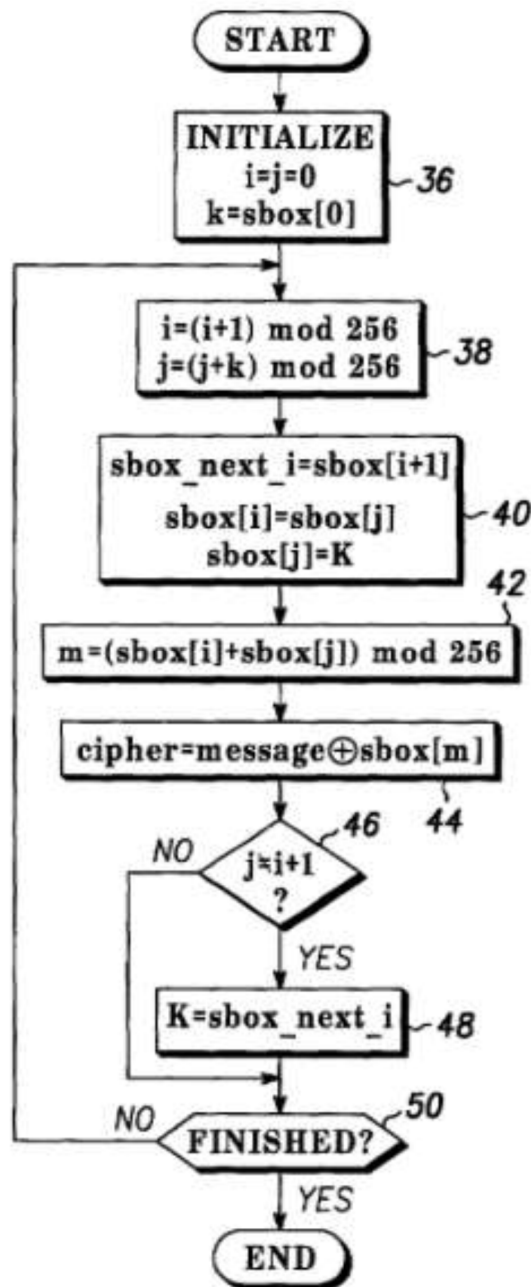 START
INITIALIZE
i=j=0
k=sbox[0]
36
i=(i+1) mod 256
j=(j+k) mod 256
38
sbox_next_i=sbox[i+1]
sbox[i]=sbox[j]
sbox[j]=K
40
42
m=(sbox[i]+sbox[j]) mod 256
cipher=message⊕sbox[m]
44
46
NO
j≒i+1
?
YES
K=sbox_next_i
48
50
NO
FINISHED?
YES
END